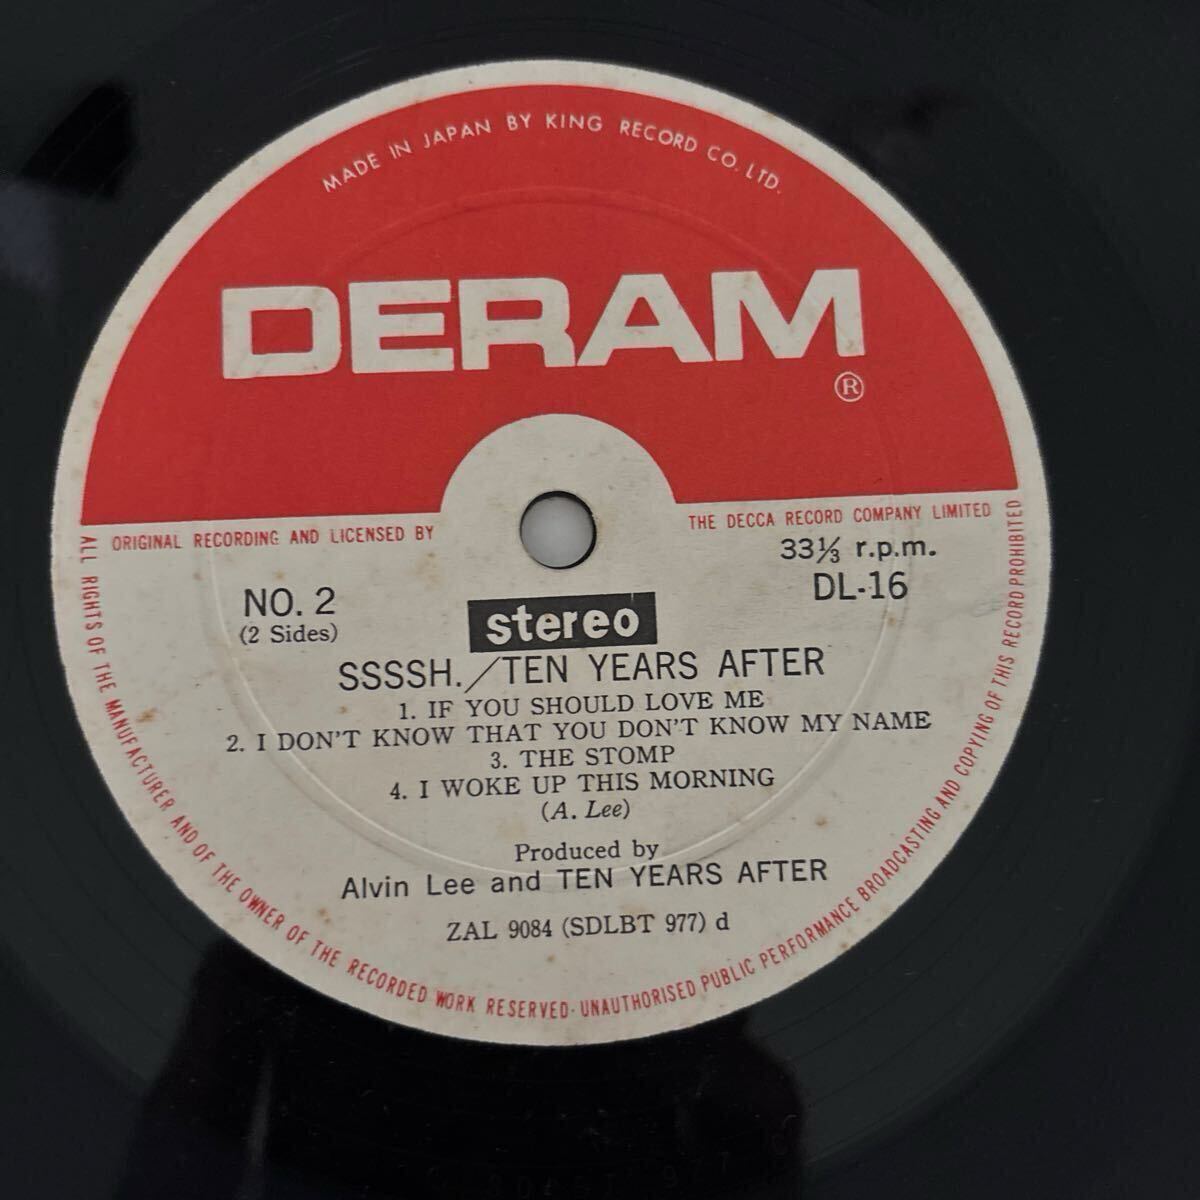 MADE IN JAPAN BY KING RECORD CO. LTD.
DERAM
®
ORIGINAL RECORDING AND LICENSED BY
THE DECCA RECORD COMPANY LIMITED
33⅓ r.p.m.
NO. 2
DL-16
(2 Sides)
stereo
SSSSH./TEN YEARS AFTER
1. IF YOU SHOULD LOVE ME
2. I DON'T KNOW THAT YOU DON'T KNOW MY NAME
3. THE STOMP
4. I WOKE UP THIS MORNING
(A. Lee)
Produced by
Alvin Lee and TEN YEARS AFTER
ZAL 9084 (SDLBT 977) d
ALL RIGHTS OF THE MANUFACTURER AND OF THE OWNER OF THE RECORDED WORK RESERVED· UNAUTHORISED PUBLIC PERFORMANCE BROADCASTING AND COPYING OF THIS RECORD PROHIBITED